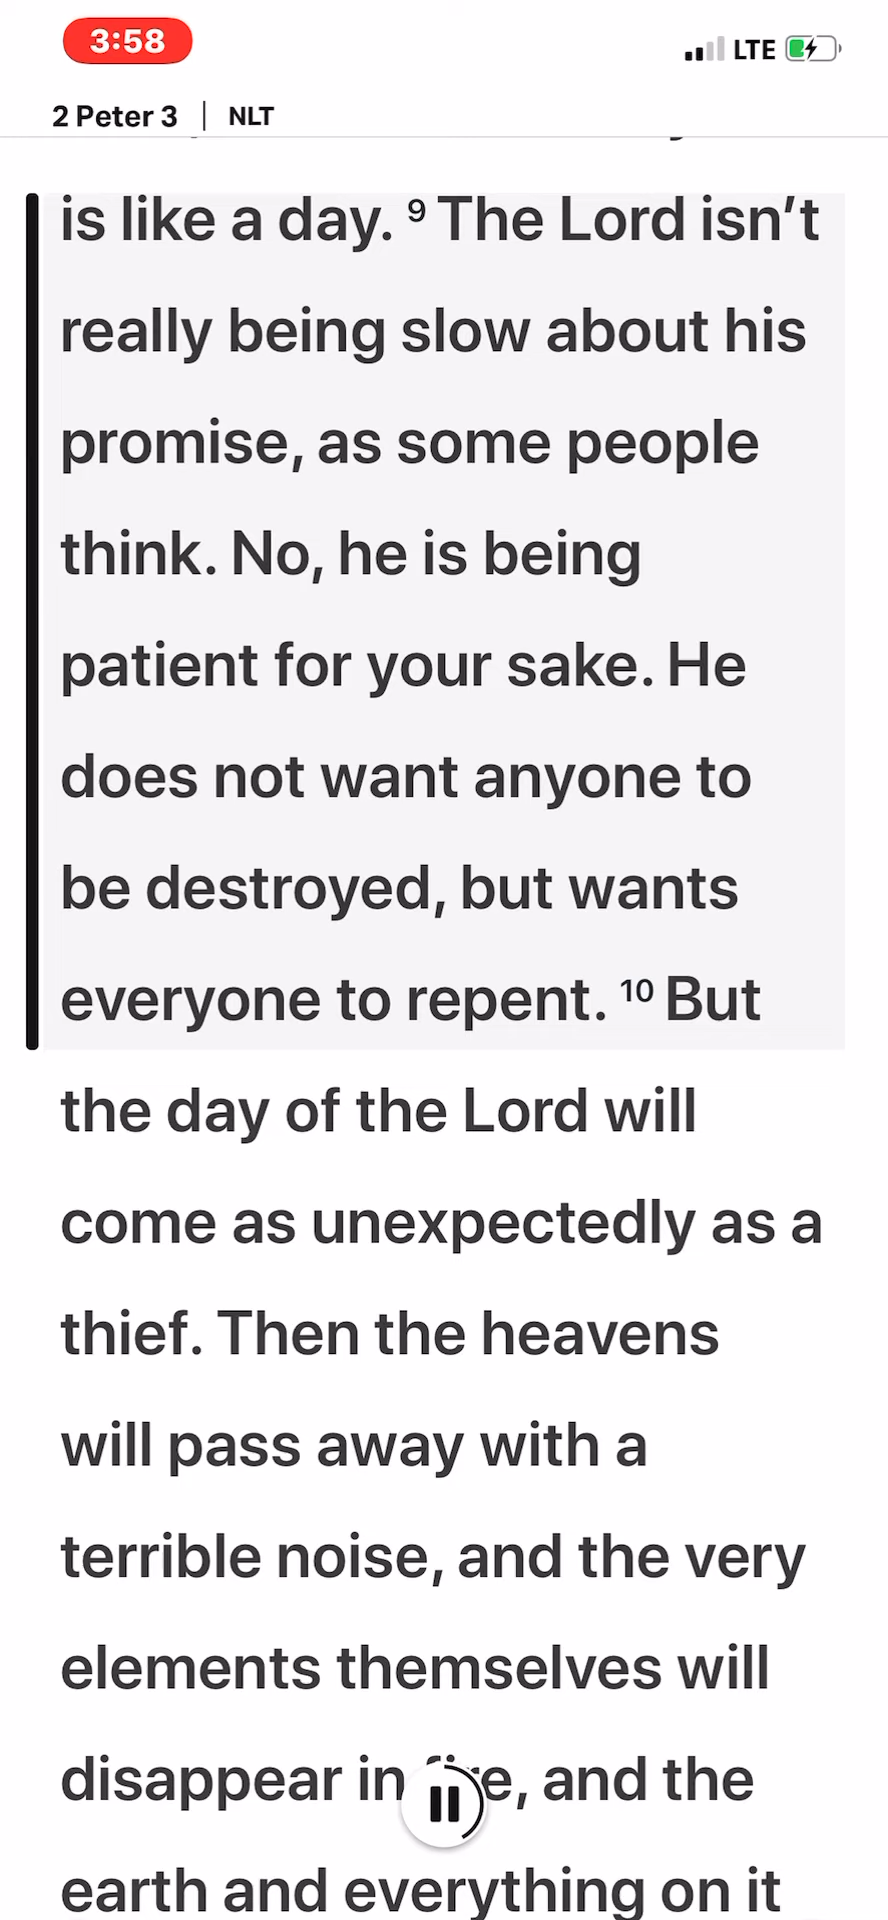 3:58
LTE
2 Peter 3 | NLT
is like a day. 9 The Lord isn't
really being slow about his
promise, as some people
think. No, he is being
patient for your sake. He
does not want anyone to
be destroyed, but wants
everyone to repent. 10 But
the day of the Lord will
come as unexpectedly as a
thief. Then the heavens
will pass away with a
terrible noise, and the very
elements themselves will
disappear in fire, and the
earth and everything on it